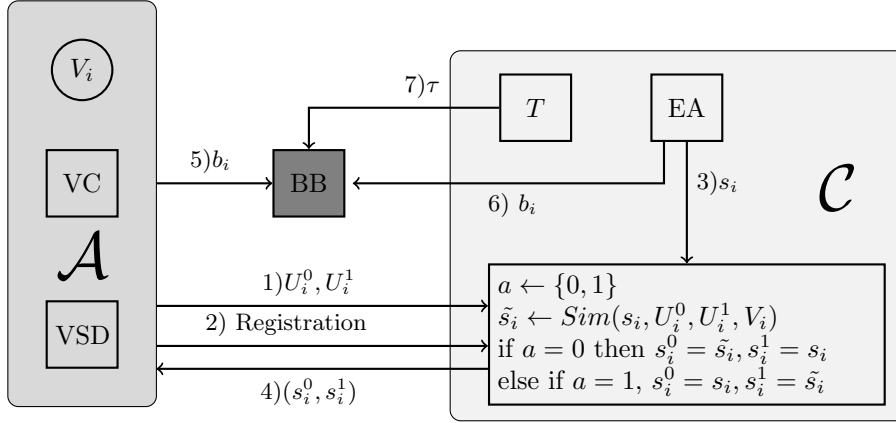 V_i
7)τ
T
EA
VC
5)b_i
BB
3)s_i
𝒞
6) b_i
𝒜
1)U_i^0, U_i^1
a ← {0, 1}
s̃_i ← Sim(s_i, U_i^0, U_i^1, V_i)
2) Registration
VSD
if a = 0 then s_i^0 = s̃_i, s_i^1 = s_i
else if a = 1, s_i^0 = s_i, s_i^1 = s̃_i
4)(s_i^0, s_i^1)